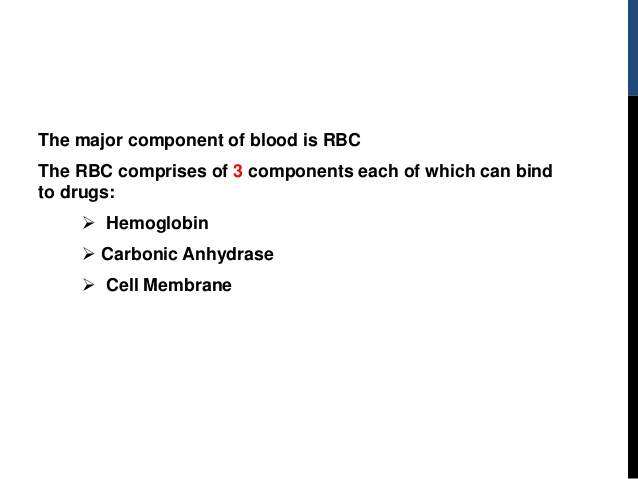 The major component of blood is RBC
The RBC comprises of 3 components each of which can bind
to drugs:
➢ Hemoglobin
➢ Carbonic Anhydrase
➢ Cell Membrane